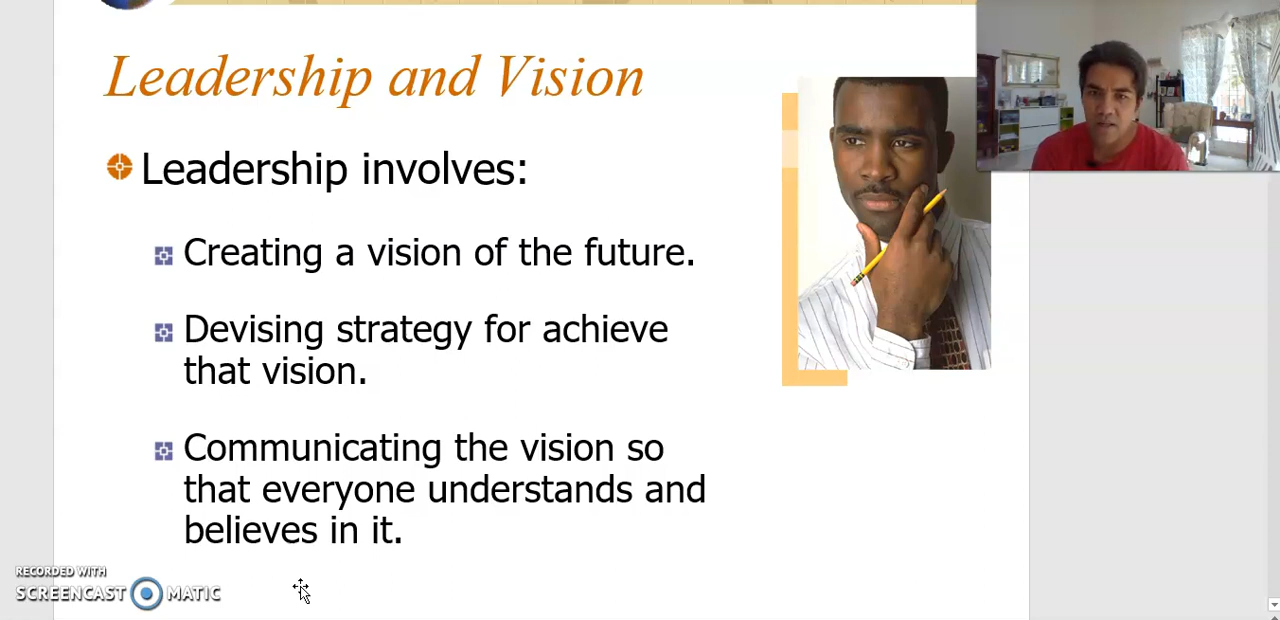 Leadership and Vision
Leadership involves:
Creating a vision of the future.
Devising strategy for achieve
that vision.
Communicating the vision so
that everyone understands and
believes in it.
RECORDED WITH
SCREENCAST MATIC